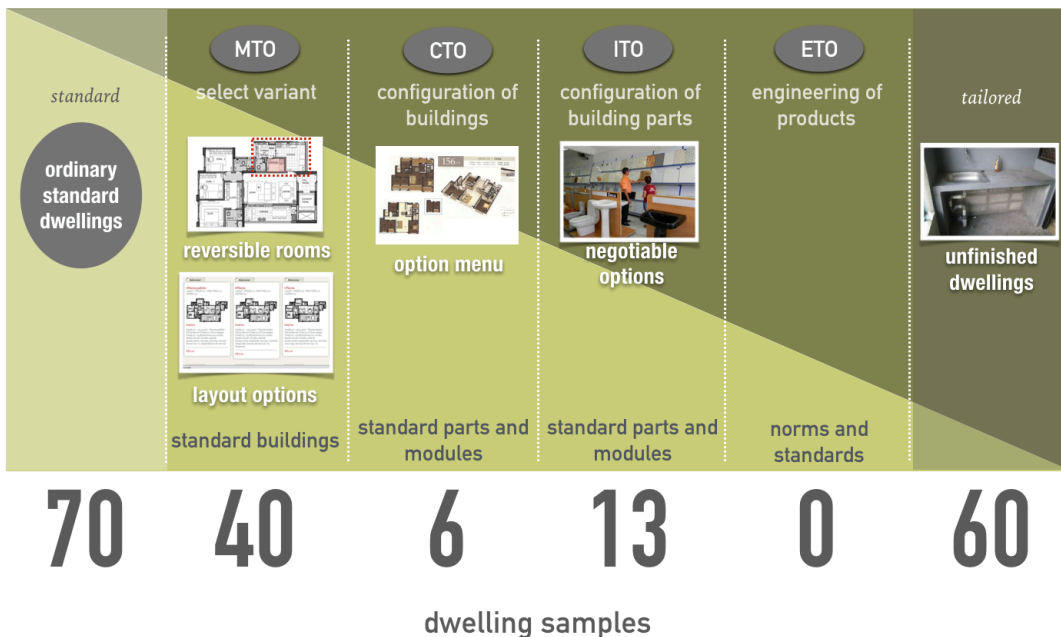 standard
ordinary
standard
dwellings
MTO
select variant
reversible rooms
layout options
standard buildings
CTO
configuration of
buildings
156
option menu
standard parts and
modules
ITO
configuration of
building parts
negotiable
options
standard parts and
modules
ETO
engineering of
products
norms and
standards
tailored
unfinished
dwellings
70
40
6
13
0
60
dwelling samples